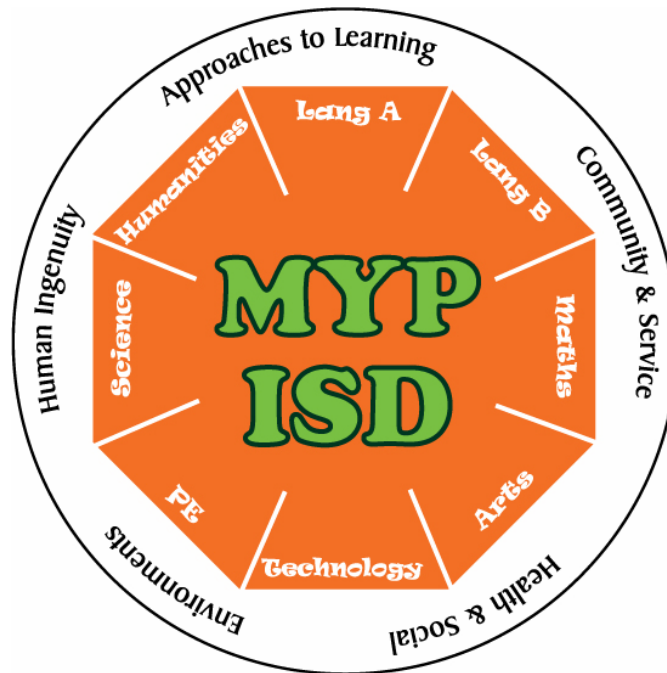 Approaches to Learning
Community & Service
Health & Social
Environments
Human Ingenuity
Lang A
Lang B
Maths
Arts
Technology
PE
Science
Humanities
MYP
ISD